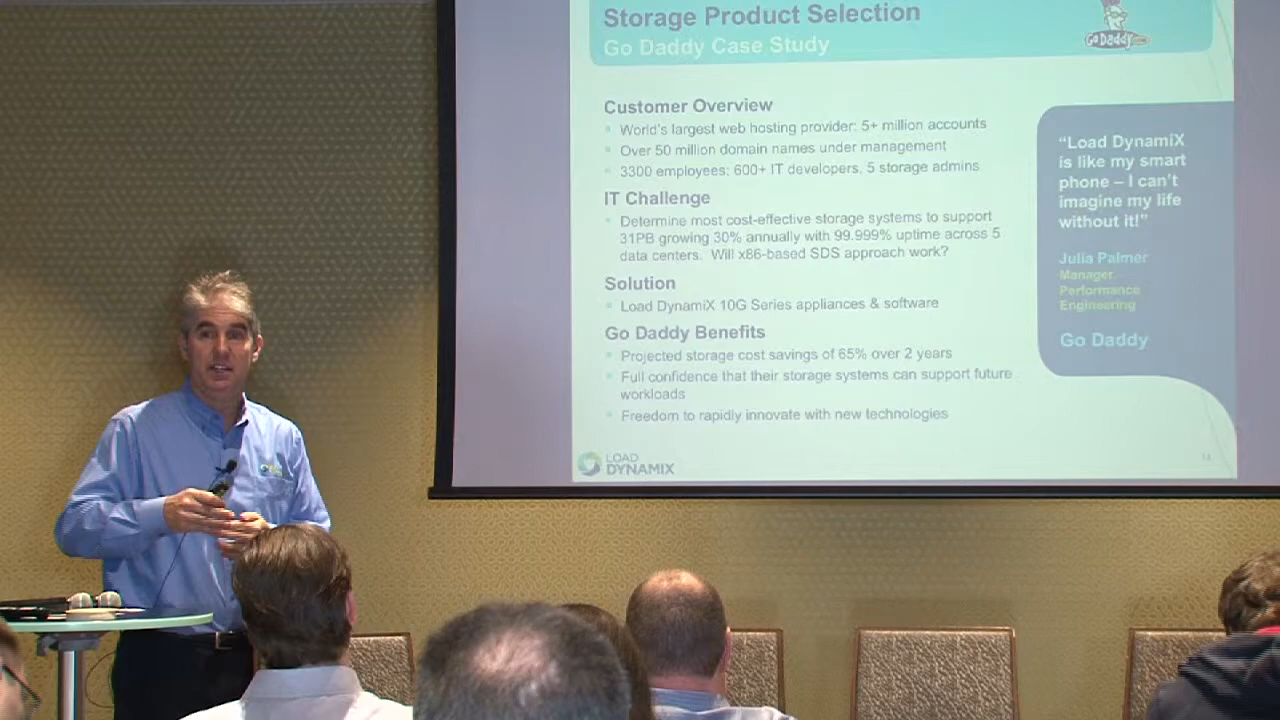 Storage Product Selection
Go Daddy Case Study
Go Daddy
Customer Overview
World's largest web hosting provider: 5+ million accounts
Over 50 million domain names under management
3300 employees: 600+ IT developers, 5 storage admins
IT Challenge
Determine most cost-effective storage systems to support
31PB growing 30% annually with 99.999% uptime across 5
data centers. Will x86-based SDS approach work?
Solution
Load DynamiX 10G Series appliances & software
Go Daddy Benefits
Projected storage cost savings of 65% over 2 years
Full confidence that their storage systems can support future
workloads
Freedom to rapidly innovate with new technologies
"Load DynamiX
is like my smart
phone – I can't
imagine my life
without it!"
Julia Palmer
Manager,
Performance
Engineering
Go Daddy
LOAD
DYNAMIX